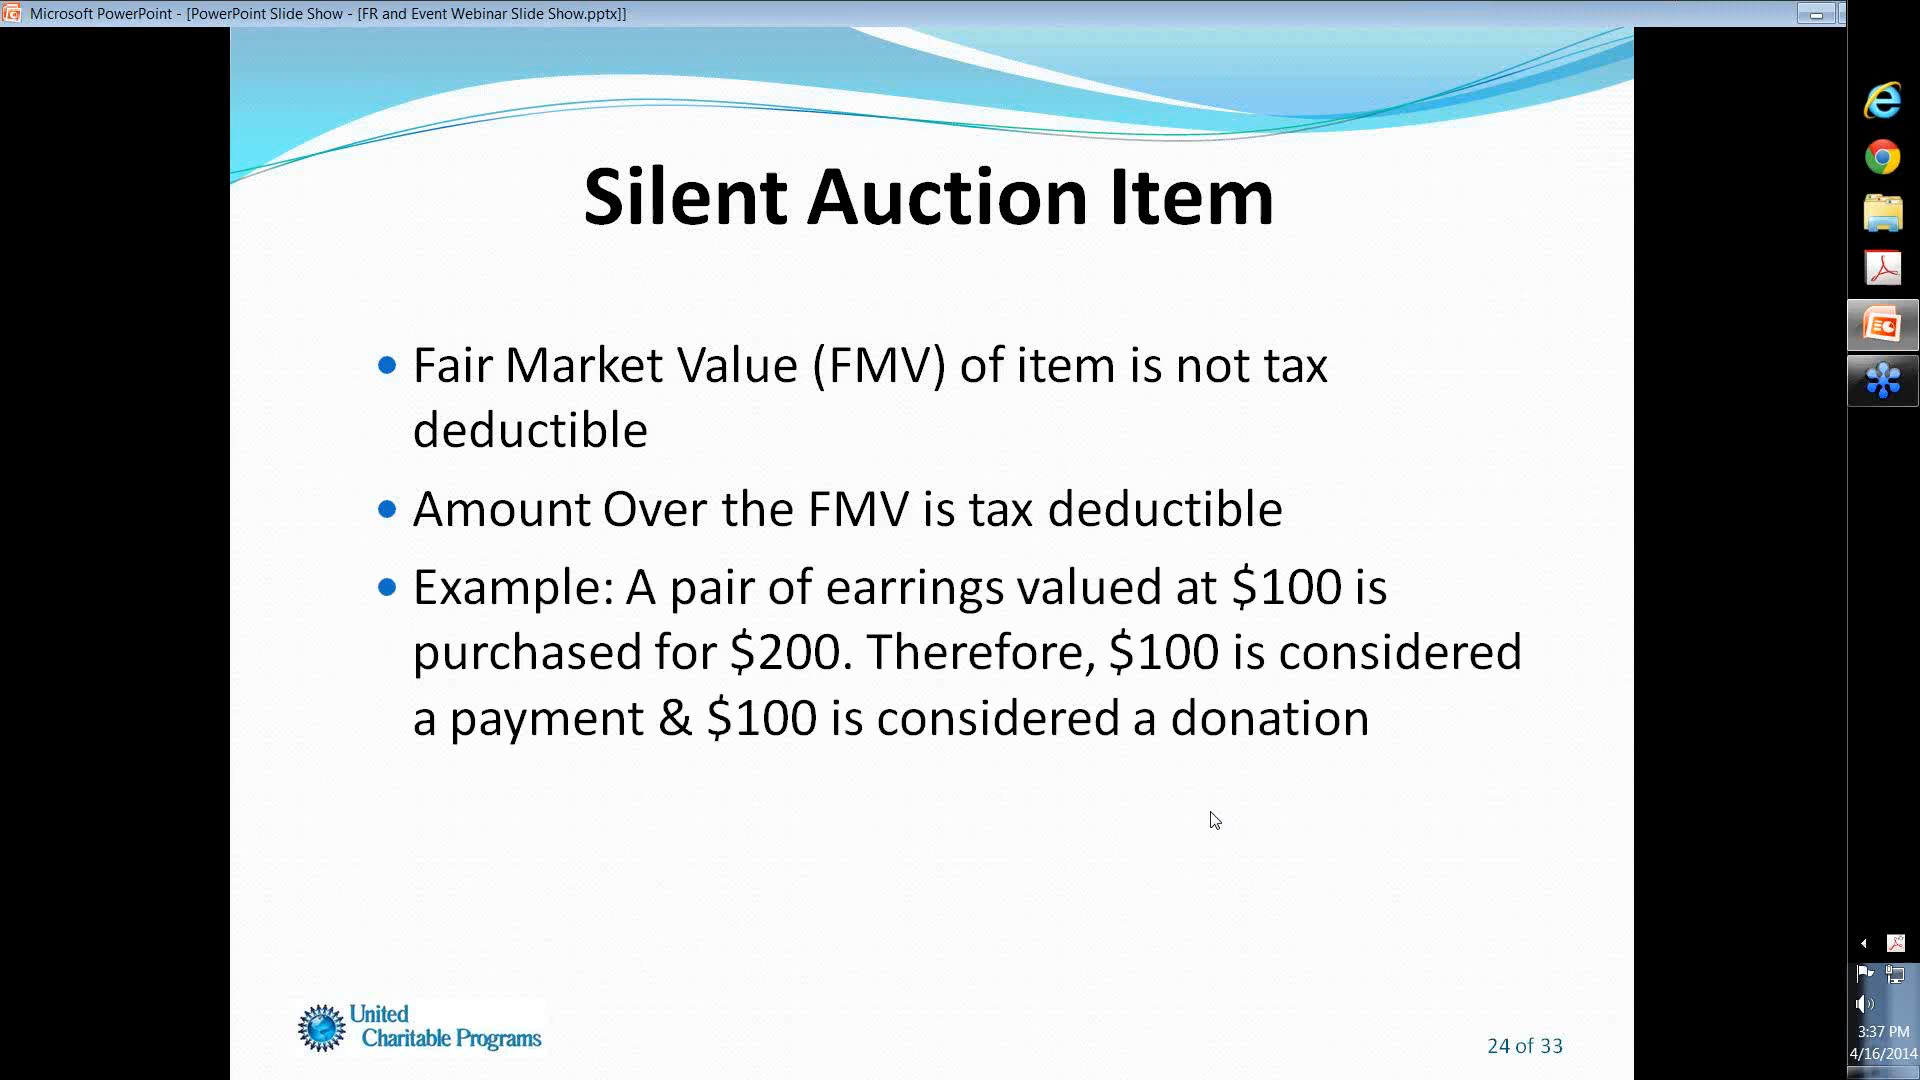 Microsoft PowerPoint - [PowerPoint Slide Show - [FR and Event Webinar Slide Show.pptx]]
Silent Auction Item
• Fair Market Value (FMV) of item is not tax
deductible
• Amount Over the FMV is tax deductible
• Example: A pair of earrings valued at $100 is
purchased for $200. Therefore, $100 is considered
a payment & $100 is considered a donation
United
Charitable Programs
24 of 33
3:37 PM
4/16/2014